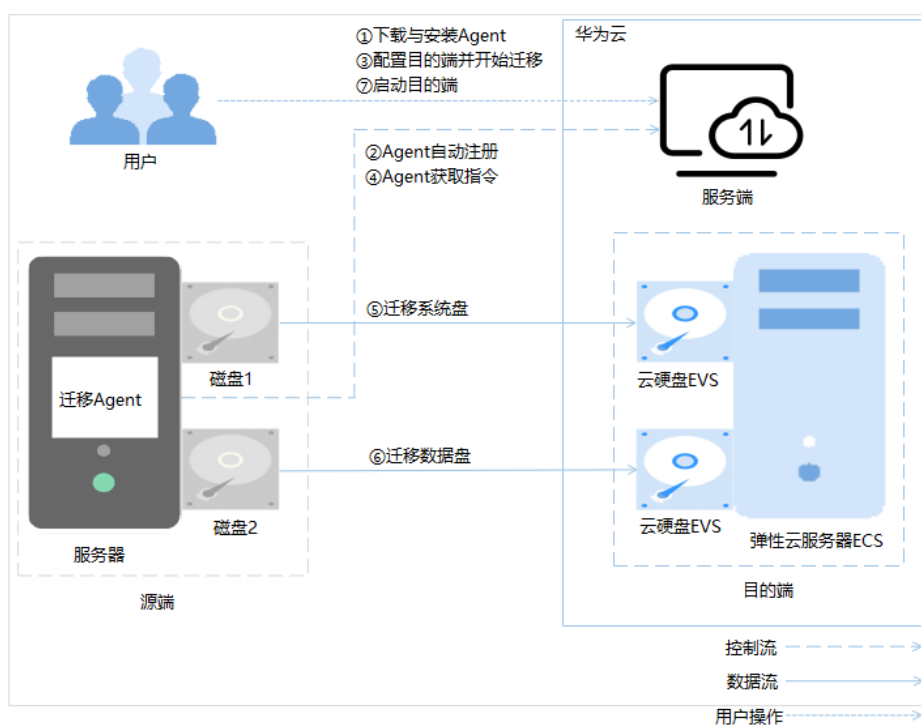 ①下载与安装Agent
③配置目的端并开始迁移
⑦启动目的端
华为云
用户
②Agent自动注册
④Agent获取指令
服务端
⑤迁移系统盘
磁盘1
云硬盘EVS
迁移Agent
⑥迁移数据盘
磁盘2
云硬盘EVS
弹性云服务器ECS
服务器
源端
目的端
控制流
数据流
用户操作